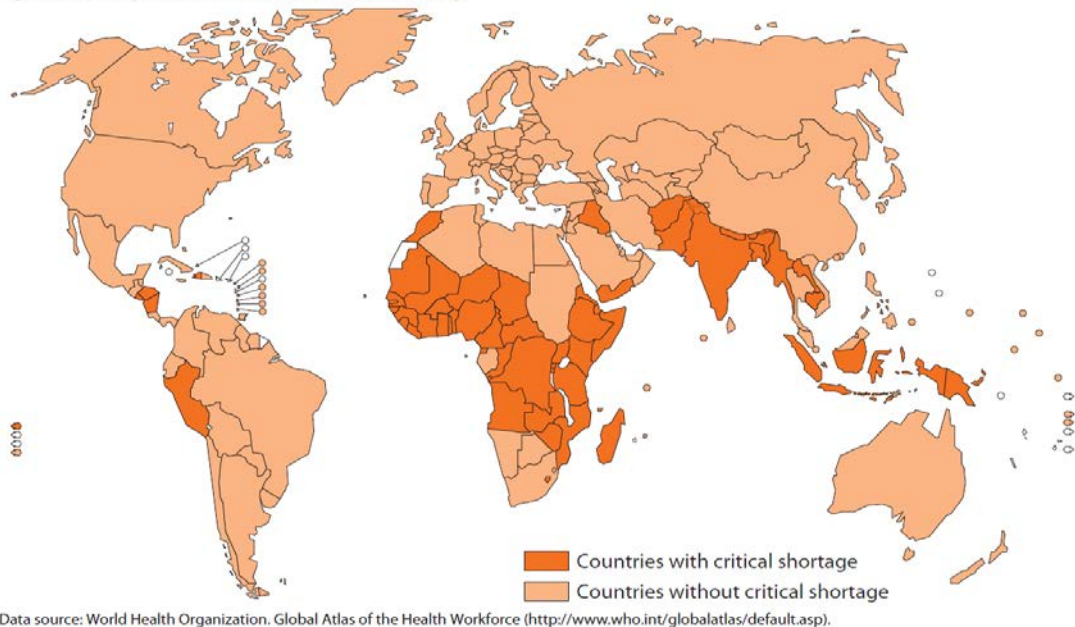 Countries with critical shortage
Countries without critical shortage
Data source: World Health Organization. Global Atlas of the Health Workforce (http://www.who.int/globalatlas/default.asp).